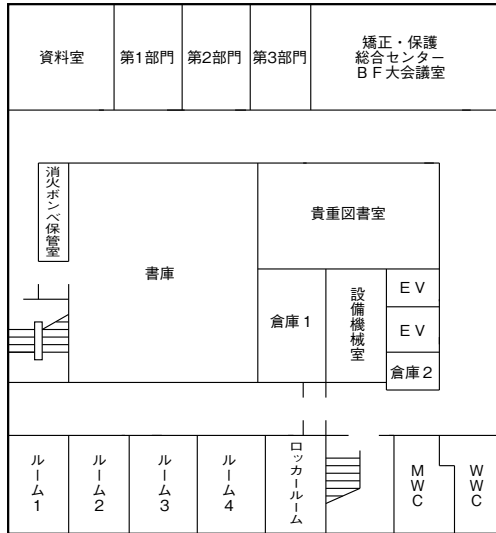 資料室
第1部門
第2部門
第3部門
矯正・保護
総合センター
ＢＦ大会議室
消火ボンベ保管室
書庫
貴重図書室
倉庫１
設備機械室
ＥＶ
ＥＶ
倉庫２
ルーム１
ルーム２
ルーム３
ルーム４
ロッカールーム
ＭＷＣ
ＷＷＣ